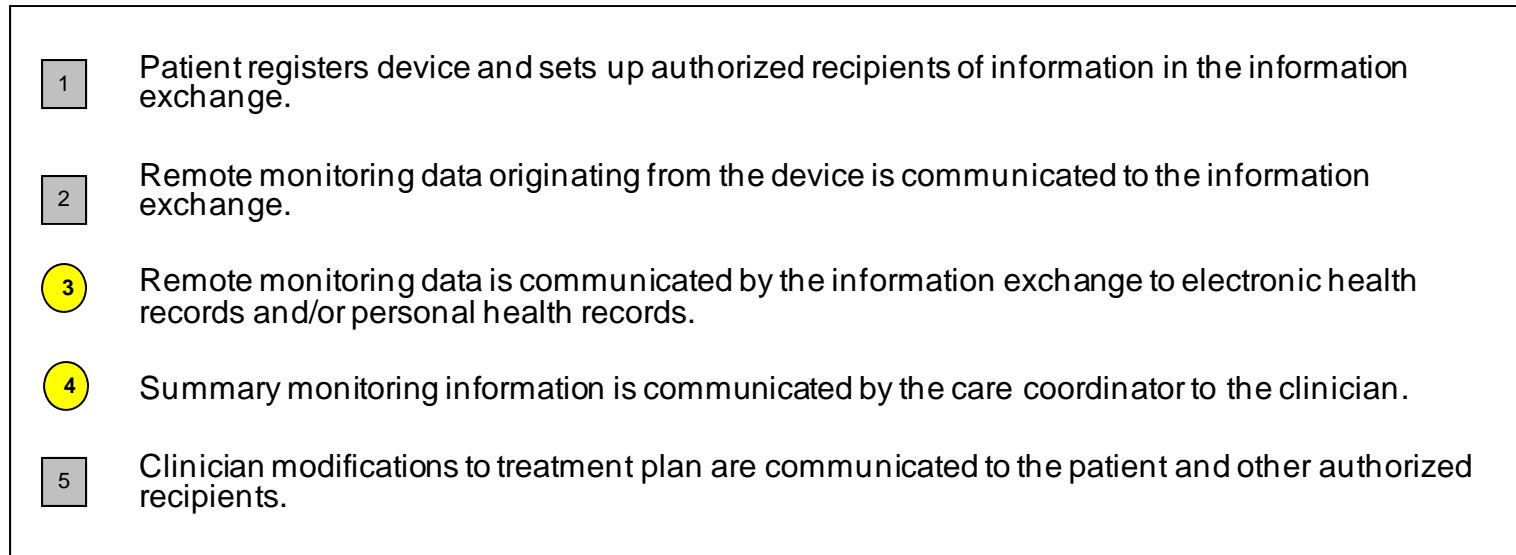 1 Patient registers device and sets up authorized recipients of information in the information
exchange.
2 Remote monitoring data originating from the device is communicated to the information
exchange.
3 Remote monitoring data is communicated by the information exchange to electronic health
records and/or personal health records.
4 Summary monitoring information is communicated by the care coordinator to the clinician.
5 Clinician modifications to treatment plan are communicated to the patient and other authorized
recipients.